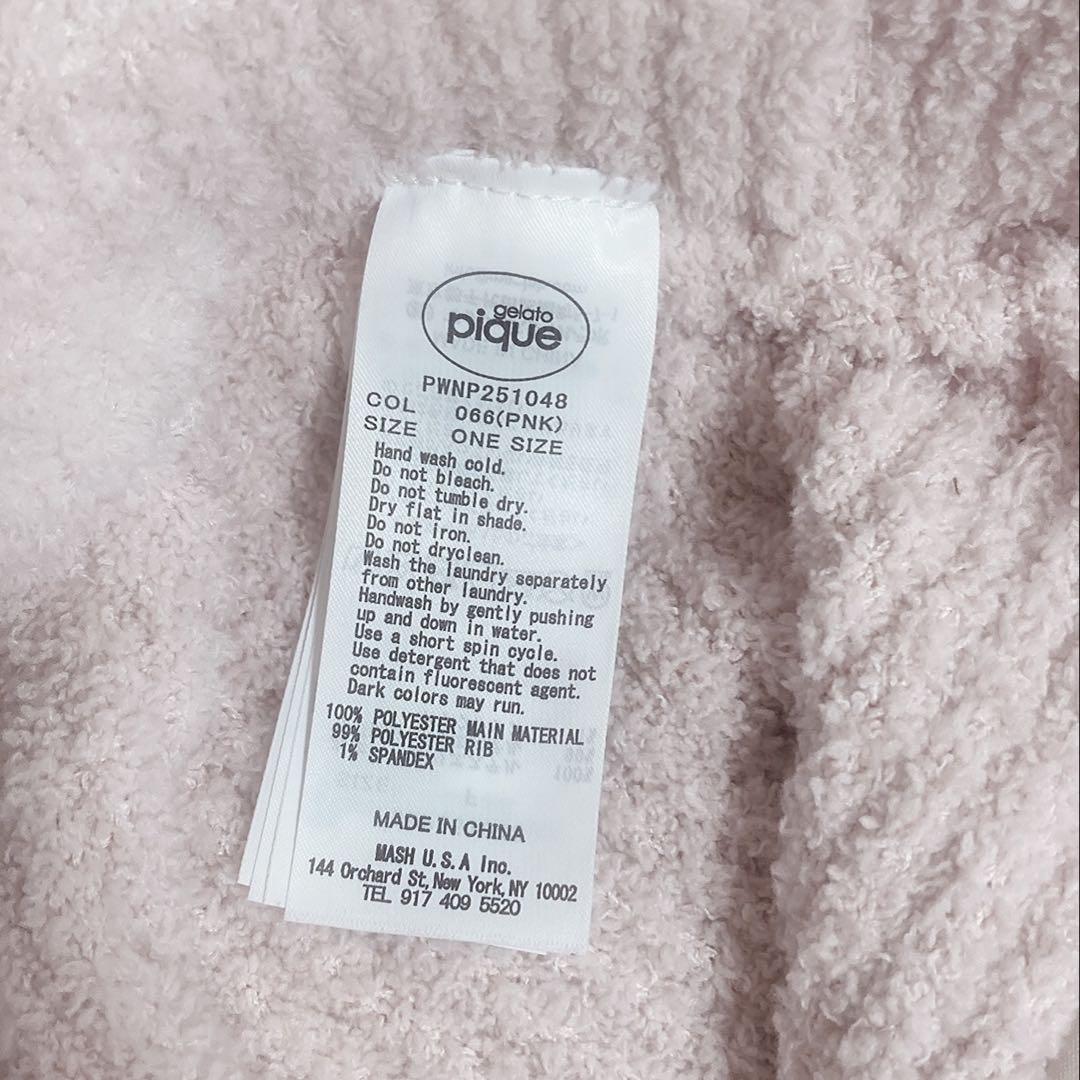 gelato
pique
PWNP251048
COL 066(PNK)
SIZE ONE SIZE
Hand wash cold.
Do not bleach.
Do not tumble dry.
Dry flat in shade.
Do not iron.
Do not dryclean.
Wash the laundry separately
from other laundry.
Handwash by gently pushing
up and down in water.
Use a short spin cycle.
Use detergent that does not
contain fluorescent agent.
Dark colors may run.
100% POLYESTER MAIN MATERIAL
99% POLYESTER RIB
1% SPANDEX
MADE IN CHINA
MASH U.S.A Inc.
144 Orchard St, New York, NY 10002
TEL 917 409 5520